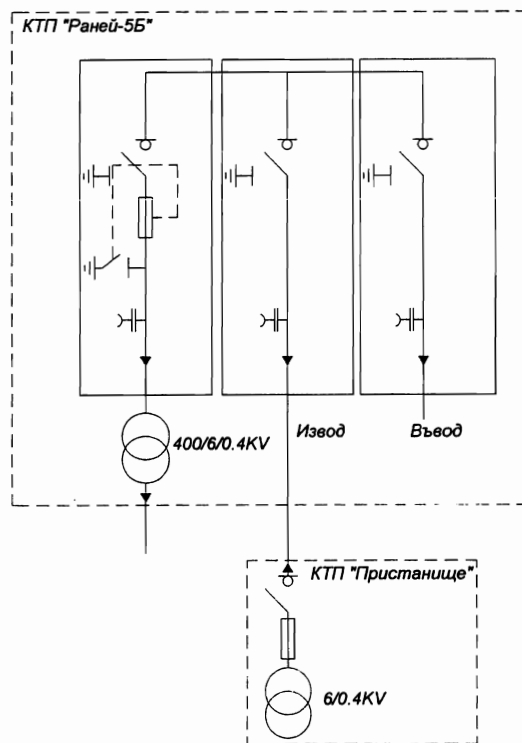 КТП "Раней-5Б"
400/6/0.4KV
Извод
Въвод
КТП "Пристанище"
6/0.4KV